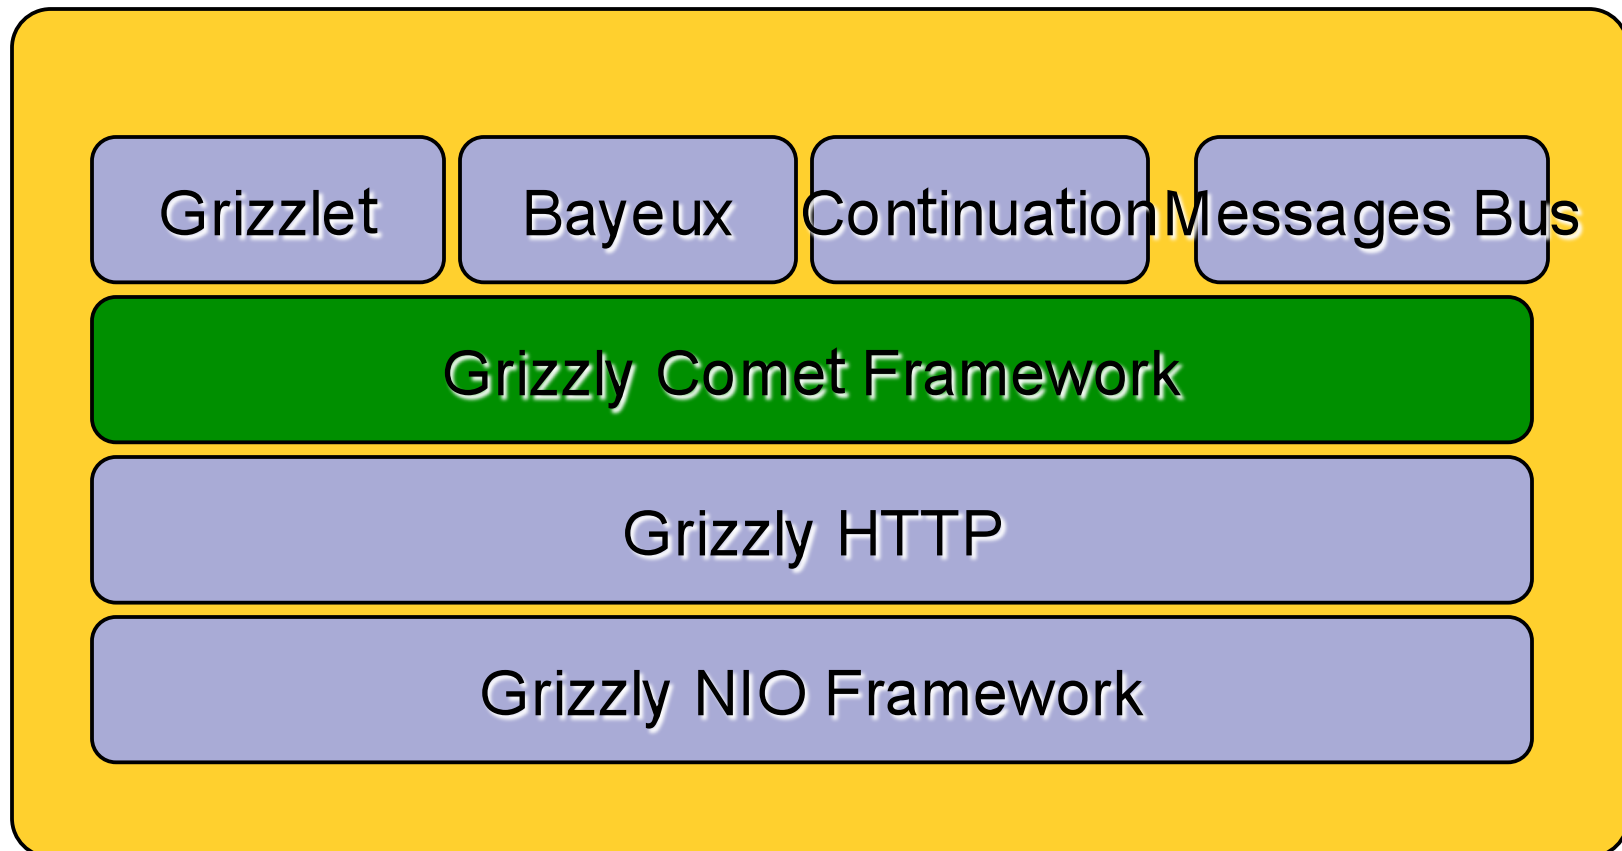 Grizzlet
Bayeux
Continuation
Messages Bus
Grizzly Comet Framework
Grizzly HTTP
Grizzly NIO Framework